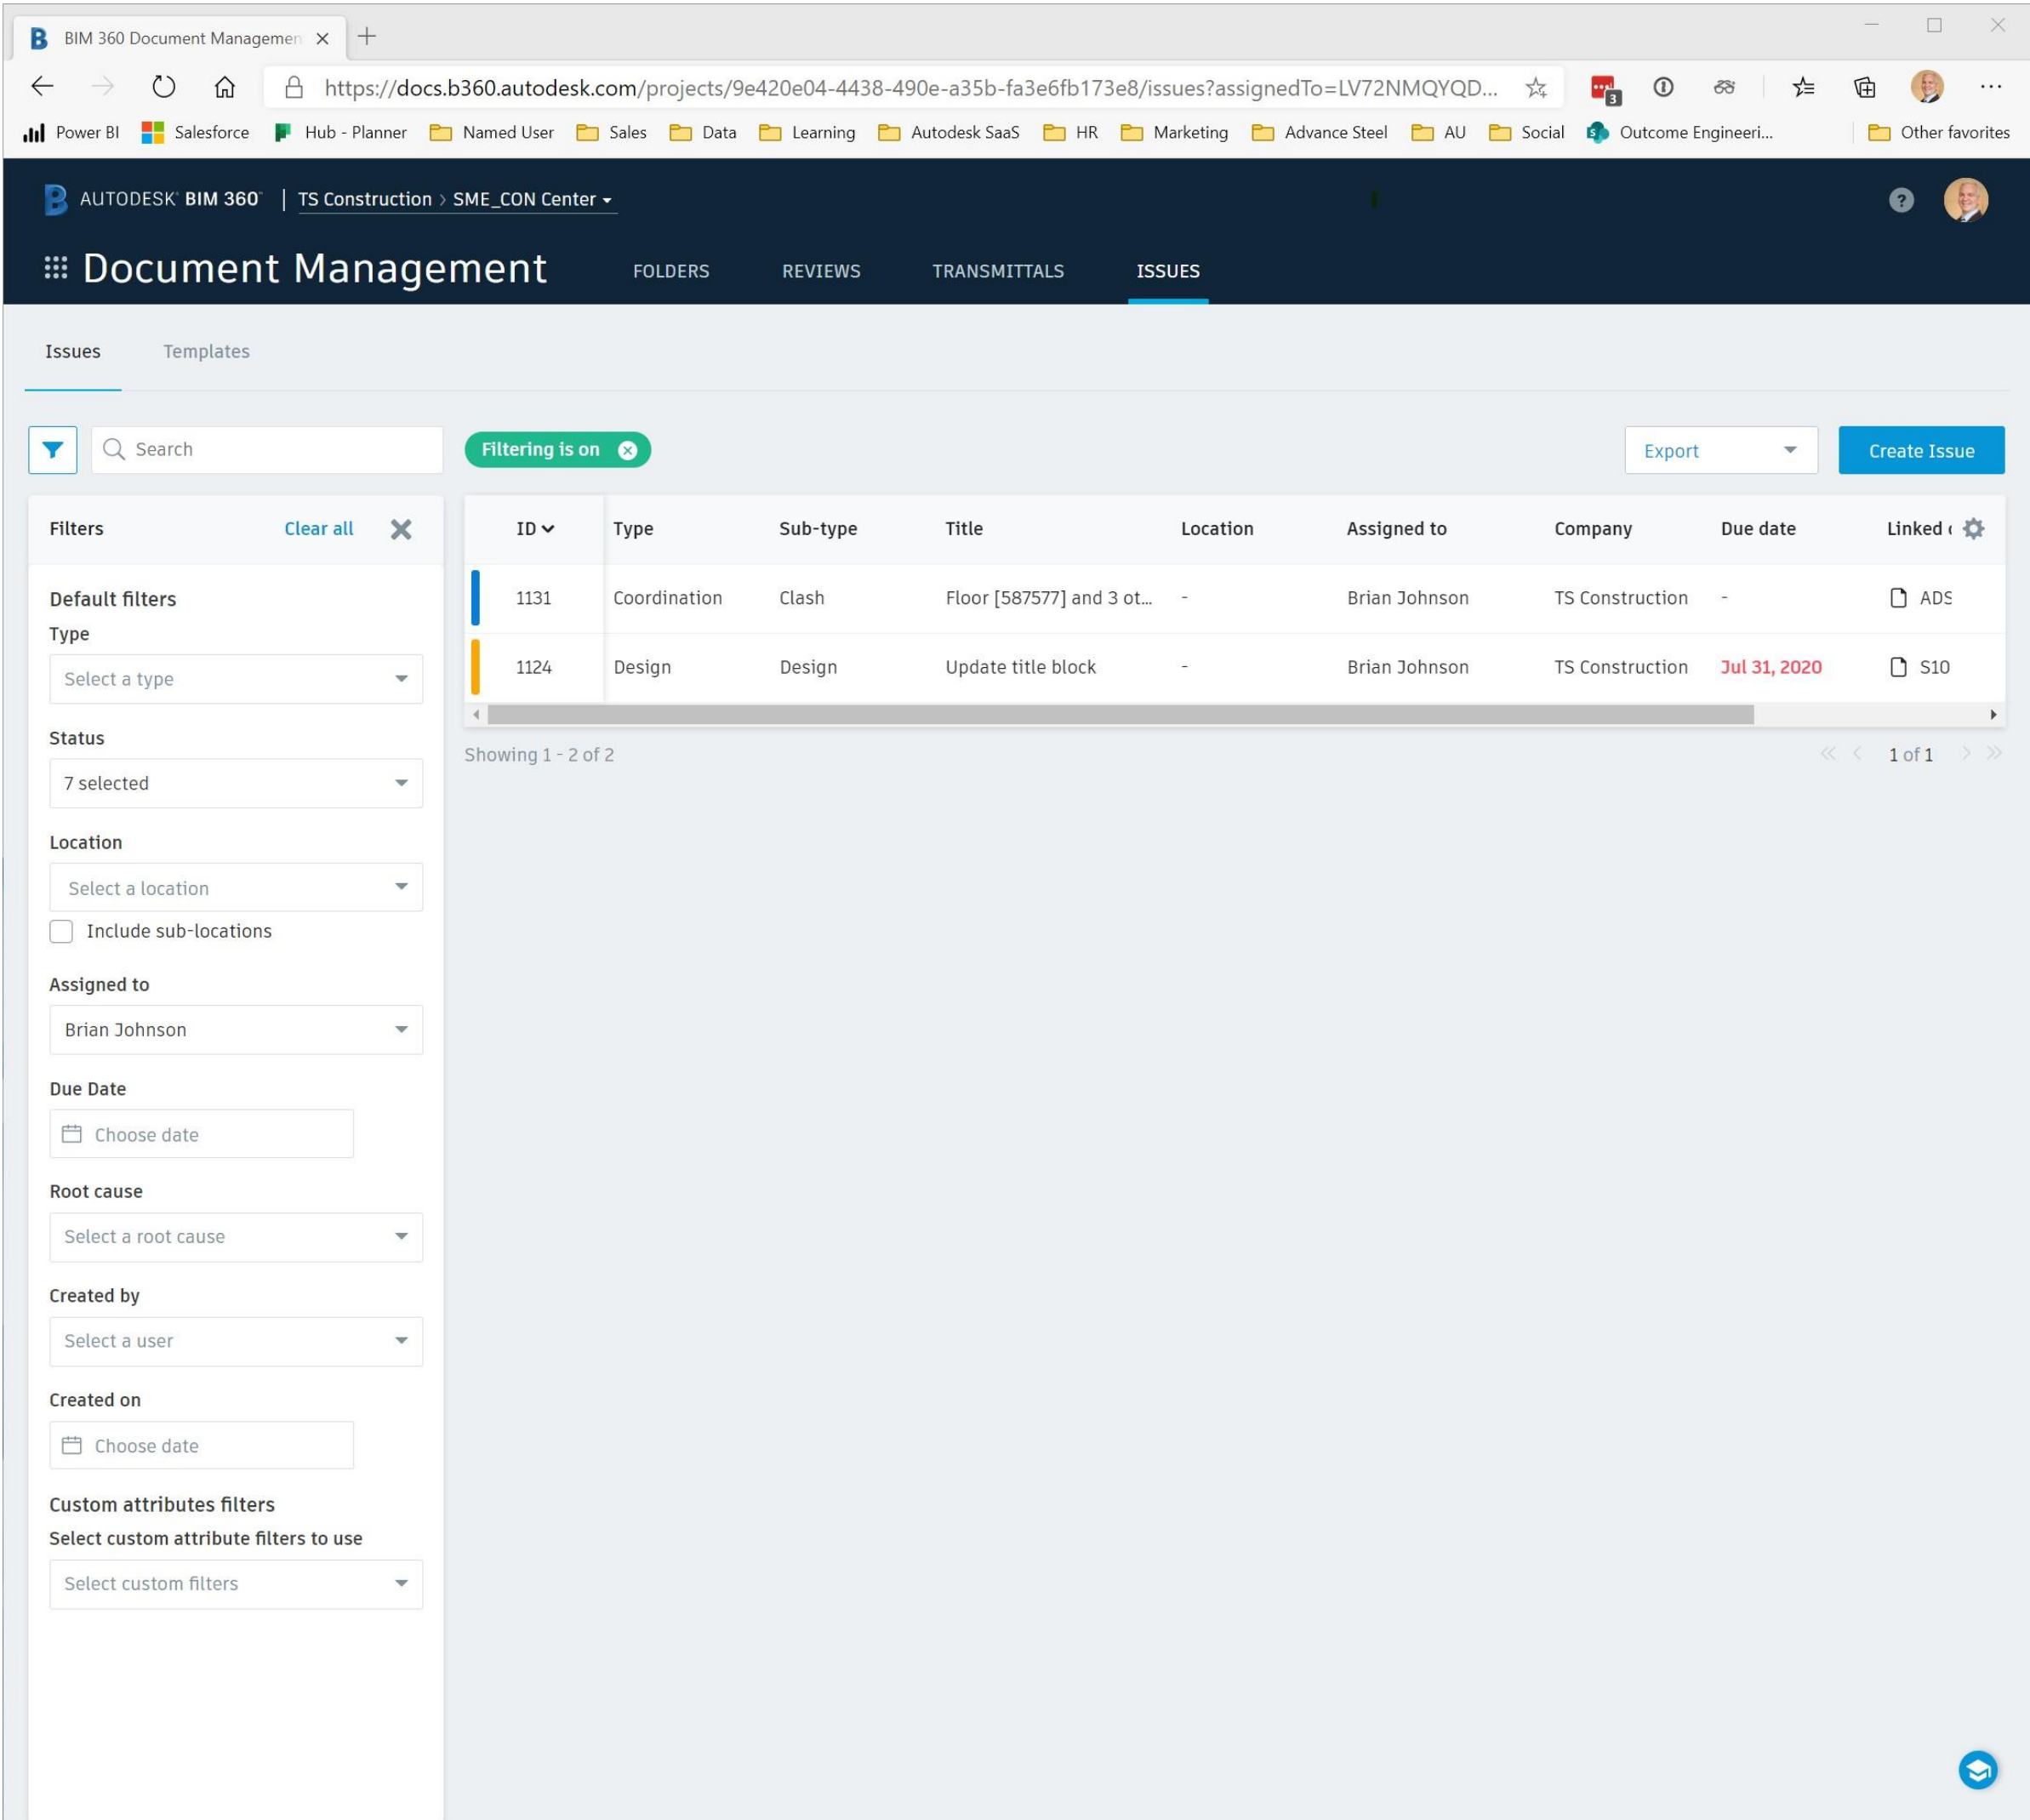 BIM 360 Document Managemen
https://docs.b360.autodesk.com/projects/9e420e04-4438-490e-a35b-fa3e6fb173e8/issues?assignedTo=LV72NMQYQD...
3
Power BI Salesforce Hub - Planner Named User Sales Data Learning Autodesk SaaS HR Marketing Advance Steel AU Social Outcome Engineeri... Other favorites
AUTODESK® BIM 360™ | TS Construction > SME_CON Center
Document Management FOLDERS REVIEWS TRANSMITTALS ISSUES
Issues Templates
Search Filtering is on Export Create Issue
Filters Clear all
ID Type Sub-type Title Location Assigned to Company Due date Linked
1131 Coordination Clash Floor [587577] and 3 ot... - Brian Johnson TS Construction - ADS
1124 Design Design Update title block - Brian Johnson TS Construction Jul 31, 2020 S10
Showing 1 - 2 of 2 1 of 1
Default filters
Type
Select a type
Status
7 selected
Location
Select a location
Include sub-locations
Assigned to
Brian Johnson
Due Date
Choose date
Root cause
Select a root cause
Created by
Select a user
Created on
Choose date
Custom attributes filters
Select custom attribute filters to use
Select custom filters